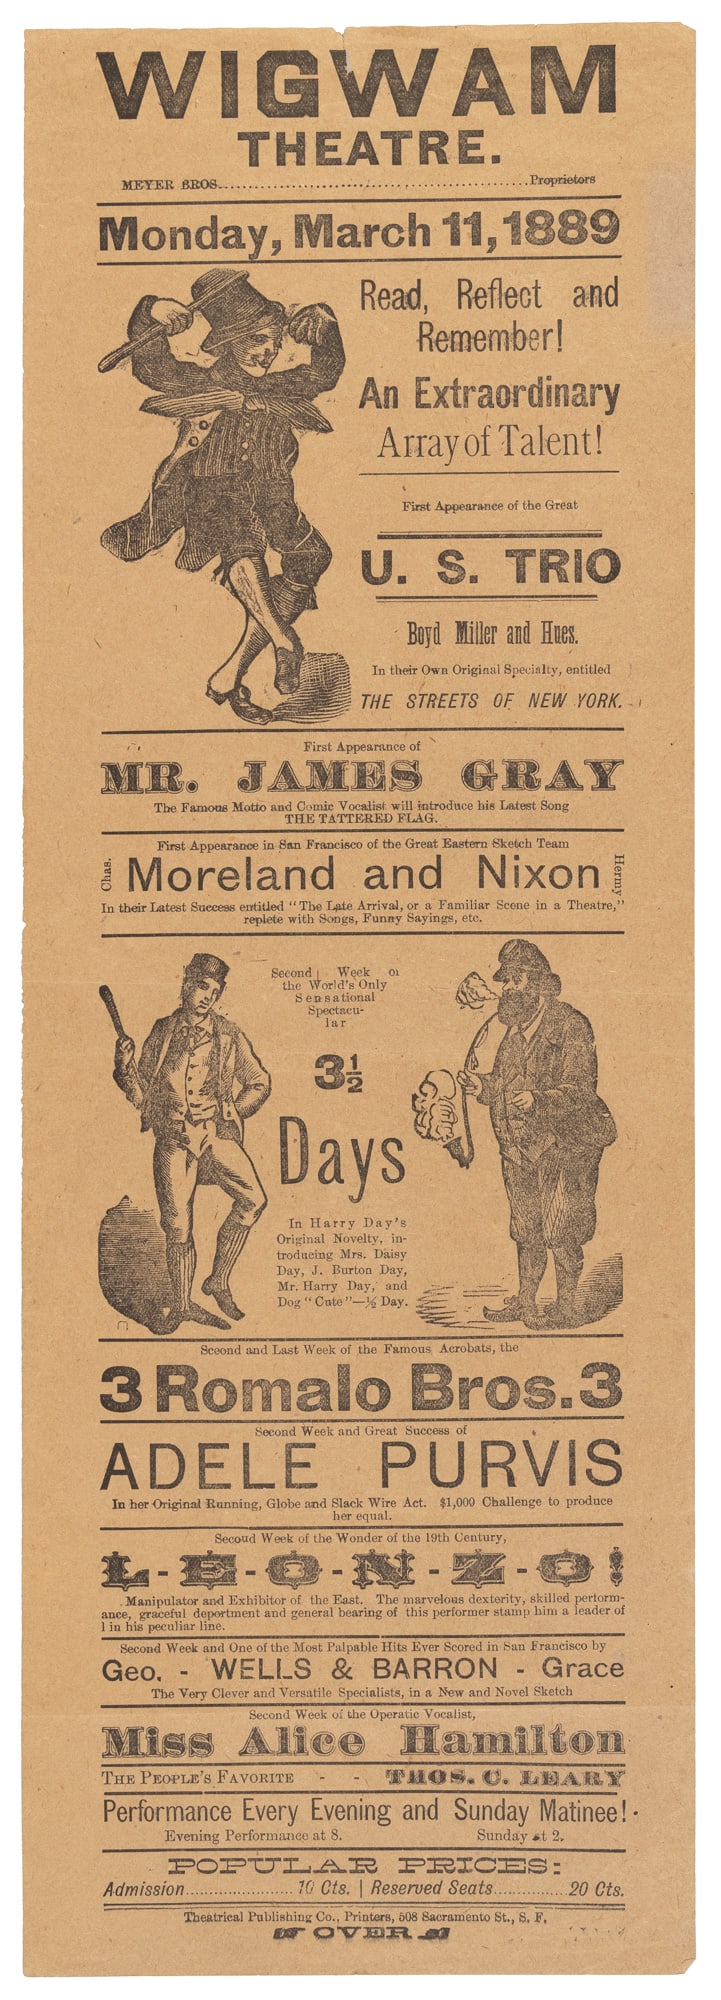 WIGWAM
THEATRE.
MEYER BROS..................................................Proprietors
Monday, March 11, 1889
Read, Reflect and
Remember!
An Extraordinary
Array of Talent!
First Appearance of the Great
U. S. TRIO
Boyd Miller and Hues.
In their Own Original Specialty, entitled
THE STREETS OF NEW YORK.
First Appearance of
MR. JAMES GRAY
The Famous Motto and Comic Vocalist will introduce his Latest Song
THE TATTERED FLAG.
First Appearance in San Francisco of the Great Eastern Sketch Team
Chas. Moreland and Nixon Henny
In their Latest Success entitled "The Late Arrival, or a Familiar Scene in a Theatre,"
replete with Songs, Funny Sayings, etc.
Second Week of
the World's Only
Sensational
Spectacu-
lar
3½
Days
In Harry Day's
Original Novelty, in-
troducing Mrs. Daisy
Day, J. Burton Day,
Mr. Harry Day, and
Dog "Cute"—½ Day.
Second and Last Week of the Famous Acrobats, the
3 Romalo Bros. 3
Second Week and Great Success of
ADELE PURVIS
In her Original Running, Globe and Slack Wire Act. $1,000 Challenge to produce
her equal.
Second Week of the Wonder of the 19th Century,
L-E-O-N-Z-O!
Manipulator and Exhibitor of the East. The marvelous dexterity, skilled perform-
ance, graceful deportment and general bearing of this performer stamp him a leader of
l in his peculiar line.
Second Week and One of the Most Palpable Hits Ever Scored in San Francisco by
Geo. - WELLS & BARRON - Grace
The Very Clever and Versatile Specialists, in a New and Novel Sketch
Second Week of the Operatic Vocalist,
Miss Alice Hamilton
THE PEOPLE'S FAVORITE - - THOS. C. LEARY
Performance Every Evening and Sunday Matinee!
Evening Performance at 8. Sunday at 2.
POPULAR PRICES:
Admission....................... 10 Cts. | Reserved Seats................20 Cts.
Theatrical Publishing Co., Printers, 508 Sacramento St., S. F.
OVER